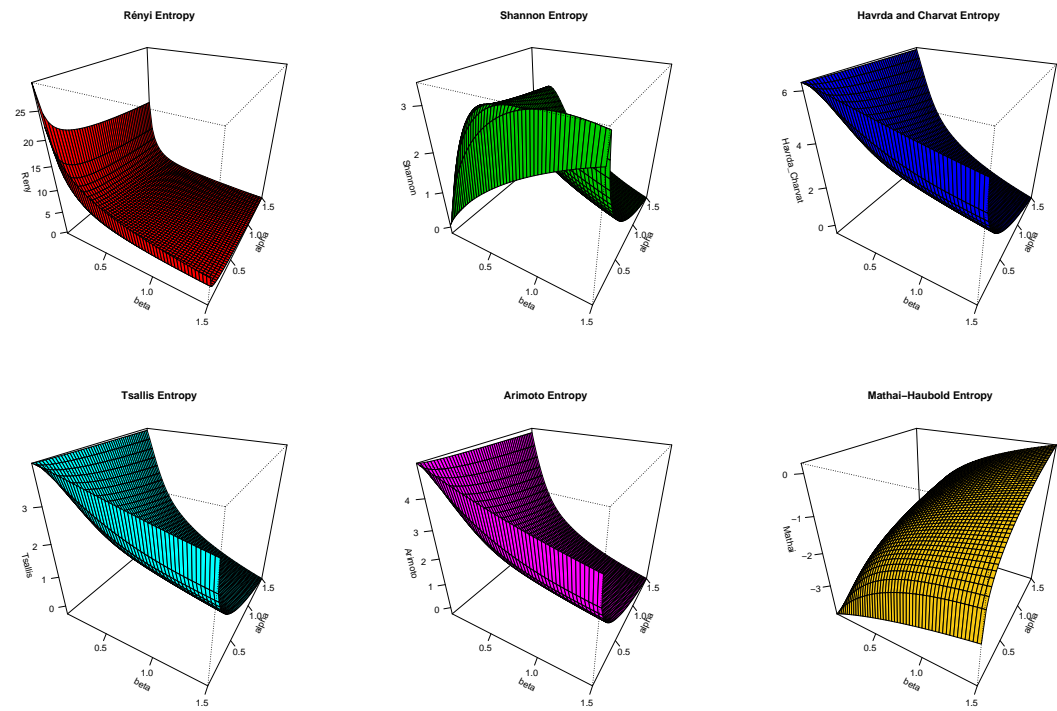 Rényi Entropy
25
20
15
10
5
0
Reny
0.5
1.0
1.5
beta
0.5
1.0
1.5
alpha
Shannon Entropy
3
2
1
0
Shannon
0.5
1.0
1.5
beta
0.5
1.0
1.5
alpha
Havrda and Charvat Entropy
6
4
2
0
Havrda_Charvat
0.5
1.0
1.5
beta
0.5
1.0
1.5
alpha
Tsallis Entropy
3
2
1
0
Tsallis
0.5
1.0
1.5
beta
0.5
1.0
1.5
alpha
Arimoto Entropy
4
3
2
1
0
Arimoto
0.5
1.0
1.5
beta
0.5
1.0
1.5
alpha
Mathai−Haubold Entropy
0
−1
−2
−3
Mathai
0.5
1.0
1.5
beta
0.5
1.0
1.5
alpha